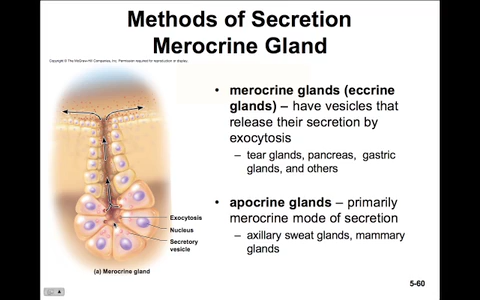 Methods of Secretion
Merocrine Gland
Copyright © The McGraw-Hill Companies, Inc. Permission required for reproduction or display.
• merocrine glands (eccrine
glands) – have vesicles that
release their secretion by
exocytosis
– tear glands, pancreas, gastric
glands, and others
• apocrine glands – primarily
merocrine mode of secretion
– axillary sweat glands, mammary
glands
Exocytosis
Nucleus
Secretory
vesicle
(a) Merocrine gland
5-60